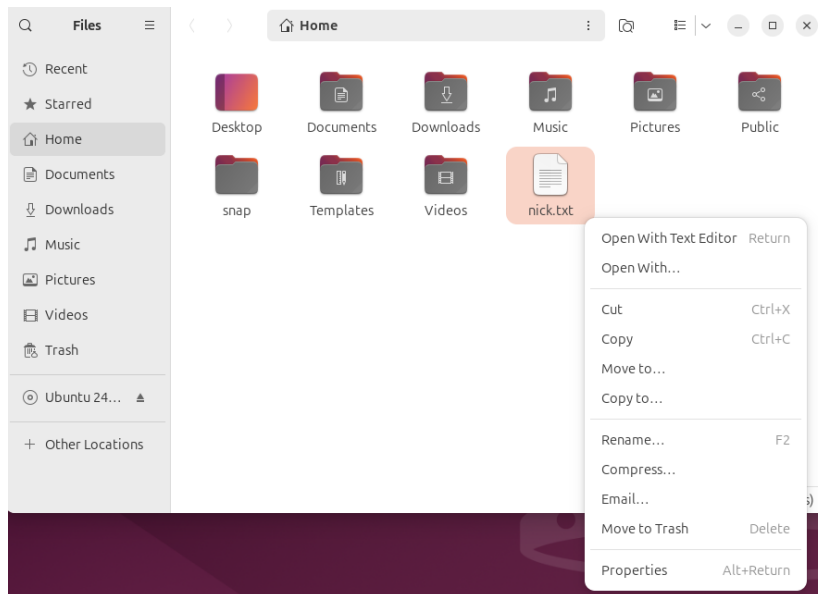 Files
Home
Recent
Starred
Home
Documents
Downloads
Music
Pictures
Videos
Trash
Ubuntu 24…
Other Locations
Desktop
Documents
Downloads
Music
Pictures
Public
snap
Templates
Videos
nick.txt
Open With Text Editor Return
Open With…
Cut Ctrl+X
Copy Ctrl+C
Move to…
Copy to…
Rename… F2
Compress…
Email…
Move to Trash Delete
Properties Alt+Return